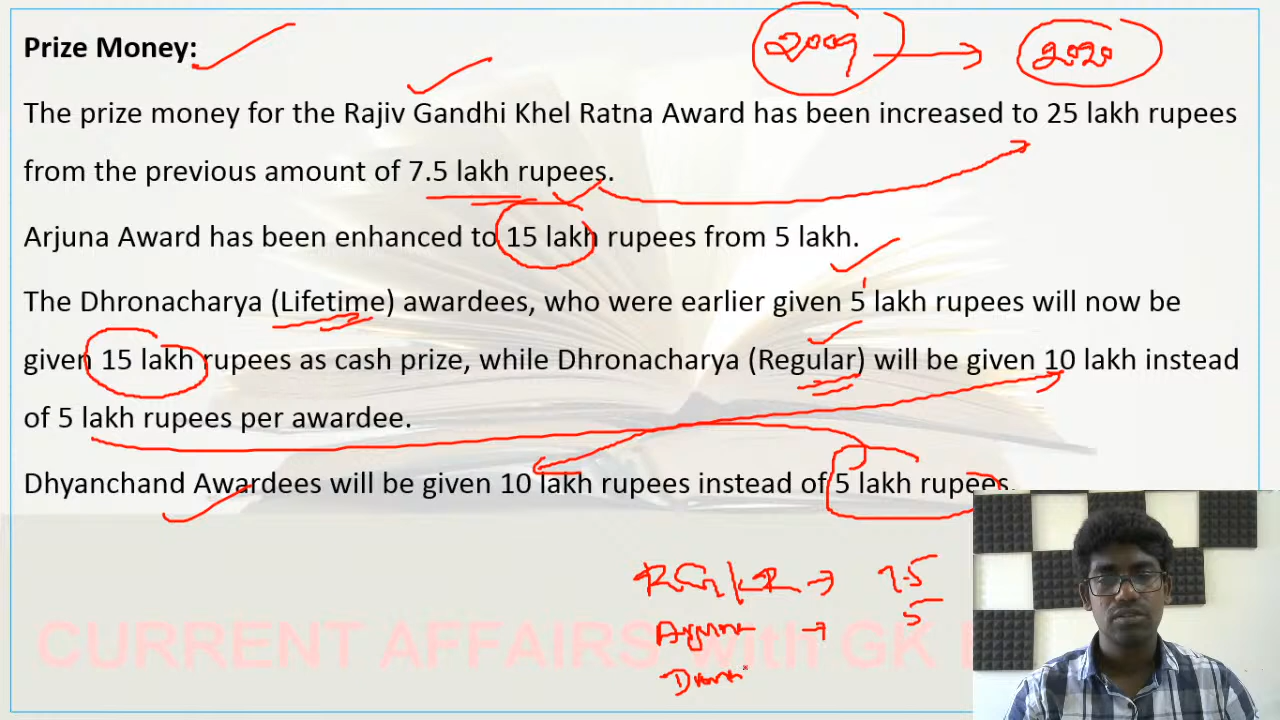 Prize Money:
2009 → 2020
The prize money for the Rajiv Gandhi Khel Ratna Award has been increased to 25 lakh rupees
from the previous amount of 7.5 lakh rupees.
Arjuna Award has been enhanced to 15 lakh rupees from 5 lakh.
The Dhronacharya (Lifetime) awardees, who were earlier given 5 lakh rupees will now be
given 15 lakh rupees as cash prize, while Dhronacharya (Regular) will be given 10 lakh instead
of 5 lakh rupees per awardee.
Dhyanchand Awardees will be given 10 lakh rupees instead of 5 lakh rupees.
RGKR → 7.5
Arjuna → 5
CURRENT AFFAIRS with GK